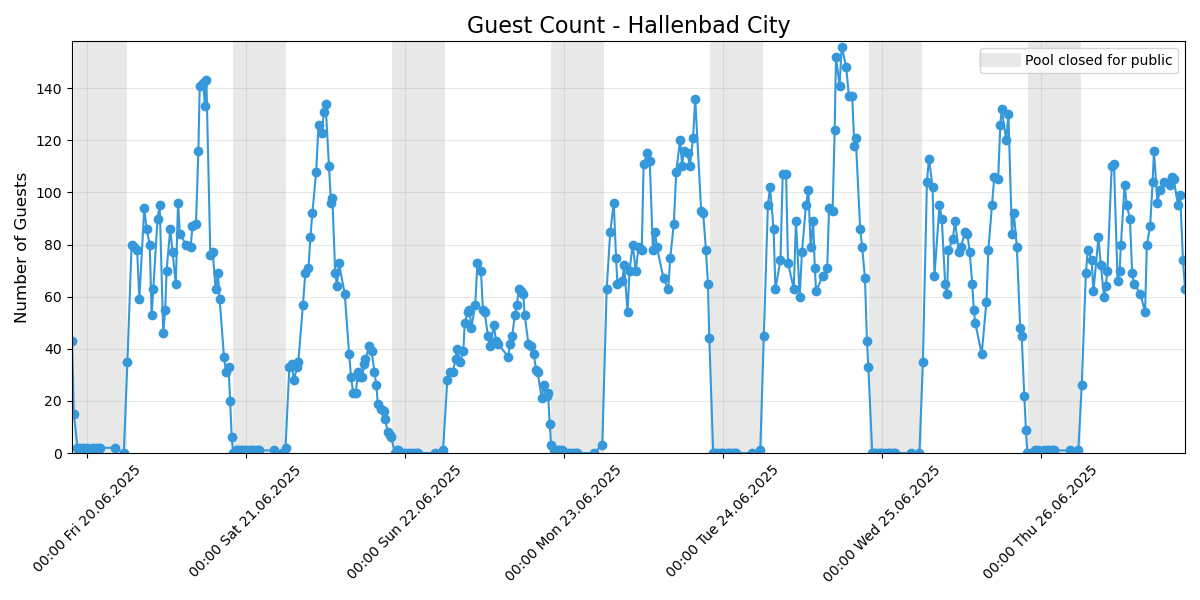 Guest Count - Hallenbad City
Pool closed for public
Number of Guests
140
120
100
80
60
40
20
0
00:00 Fri 20.06.2025
00:00 Sat 21.06.2025
00:00 Sun 22.06.2025
00:00 Mon 23.06.2025
00:00 Tue 24.06.2025
00:00 Wed 25.06.2025
00:00 Thu 26.06.2025